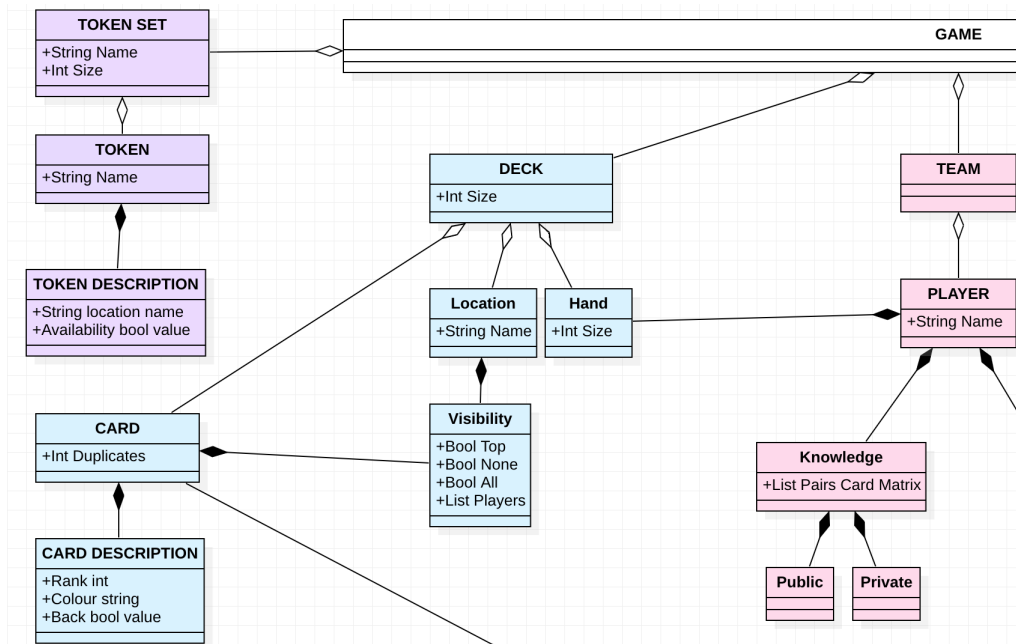 TOKEN SET
+String Name
+Int Size
GAME
TOKEN
+String Name
DECK
+Int Size
TEAM
TOKEN DESCRIPTION
+String location name
+Availability bool value
Location
+String Name
Hand
+Int Size
PLAYER
+String Name
CARD
+Int Duplicates
Visibility
+Bool Top
+Bool None
+Bool All
+List Players
Knowledge
+List Pairs Card Matrix
CARD DESCRIPTION
+Rank int
+Colour string
+Back bool value
Public
Private